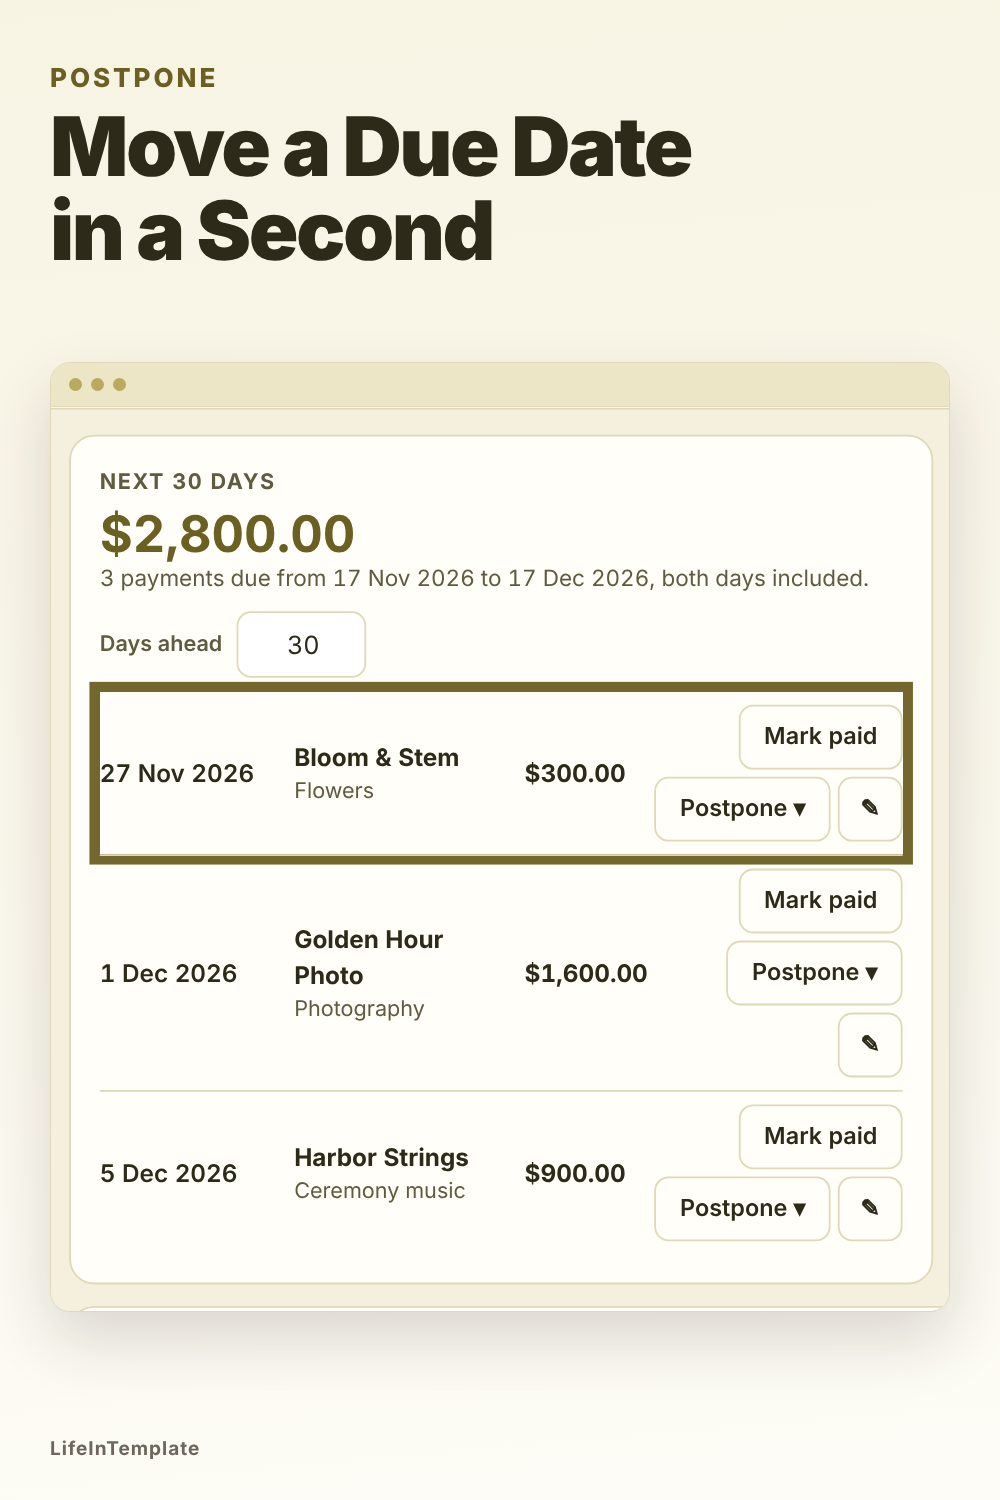 POSTPONE
Move a Due Date
in a Second
NEXT 30 DAYS
$2,800.00
3 payments due from 17 Nov 2026 to 17 Dec 2026, both days included.
Days ahead 30
27 Nov 2026 Bloom & Stem $300.00 Mark paid
Flowers Postpone ▾ ✎
1 Dec 2026 Golden Hour $1,600.00 Mark paid
Photo Postpone ▾
Photography ✎
5 Dec 2026 Harbor Strings $900.00 Mark paid
Ceremony music Postpone ▾ ✎
LifeInTemplate